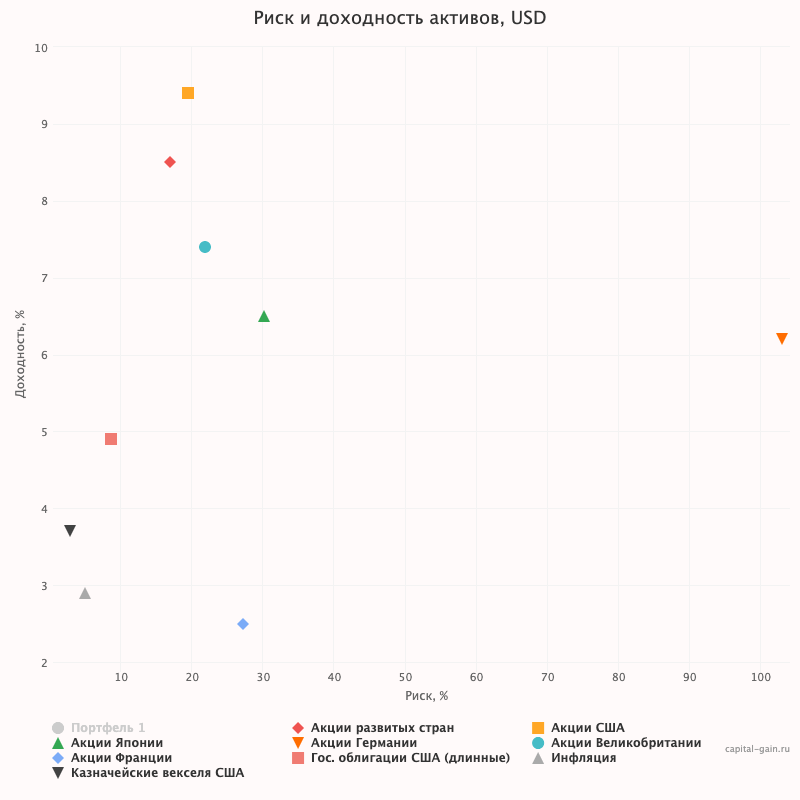 Риск и доходность активов, USD
10
9
8
7
6
5
4
3
2
Доходность, %
10 20 30 40 50 60 70 80 90 100
Риск, %
Портфель 1 Акции развитых стран Акции США
Акции Японии Акции Германии Акции Великобритании
capital-gain.ru
Акции Франции Гос. облигации США (длинные) Инфляция
Казначейские векселя США